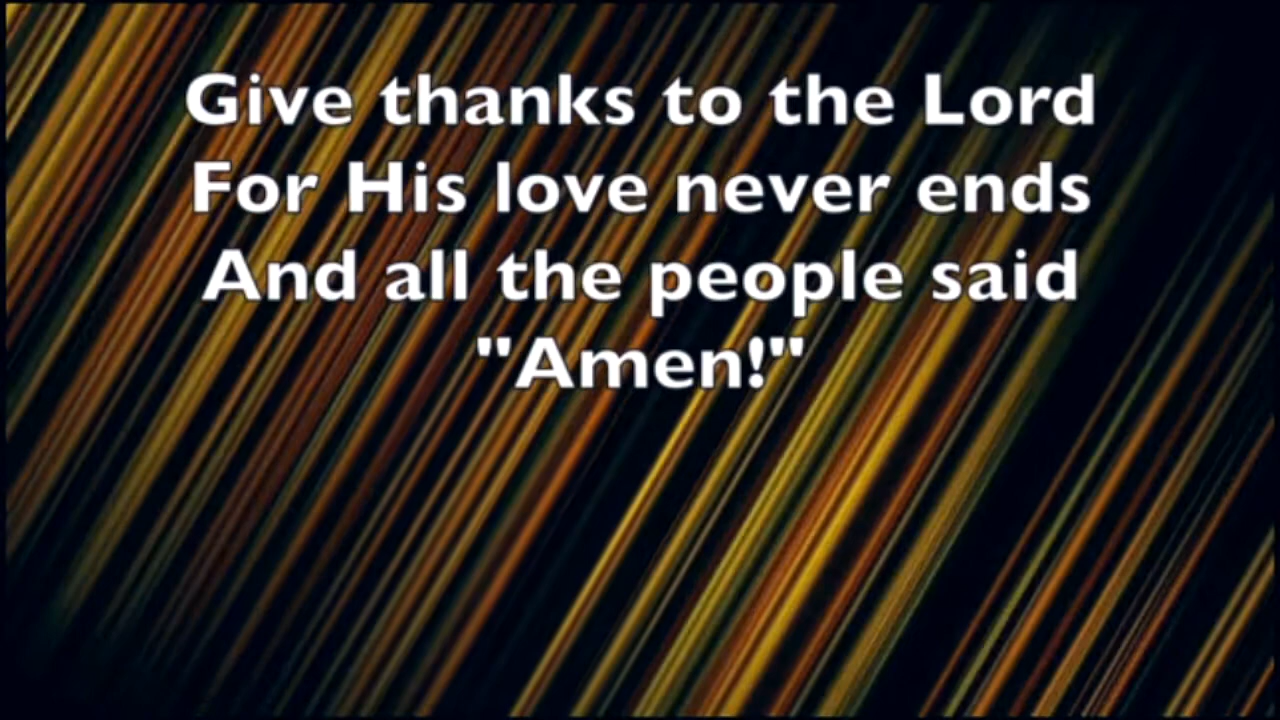 Give thanks to the Lord
For His love never ends
And all the people said
"Amen!"